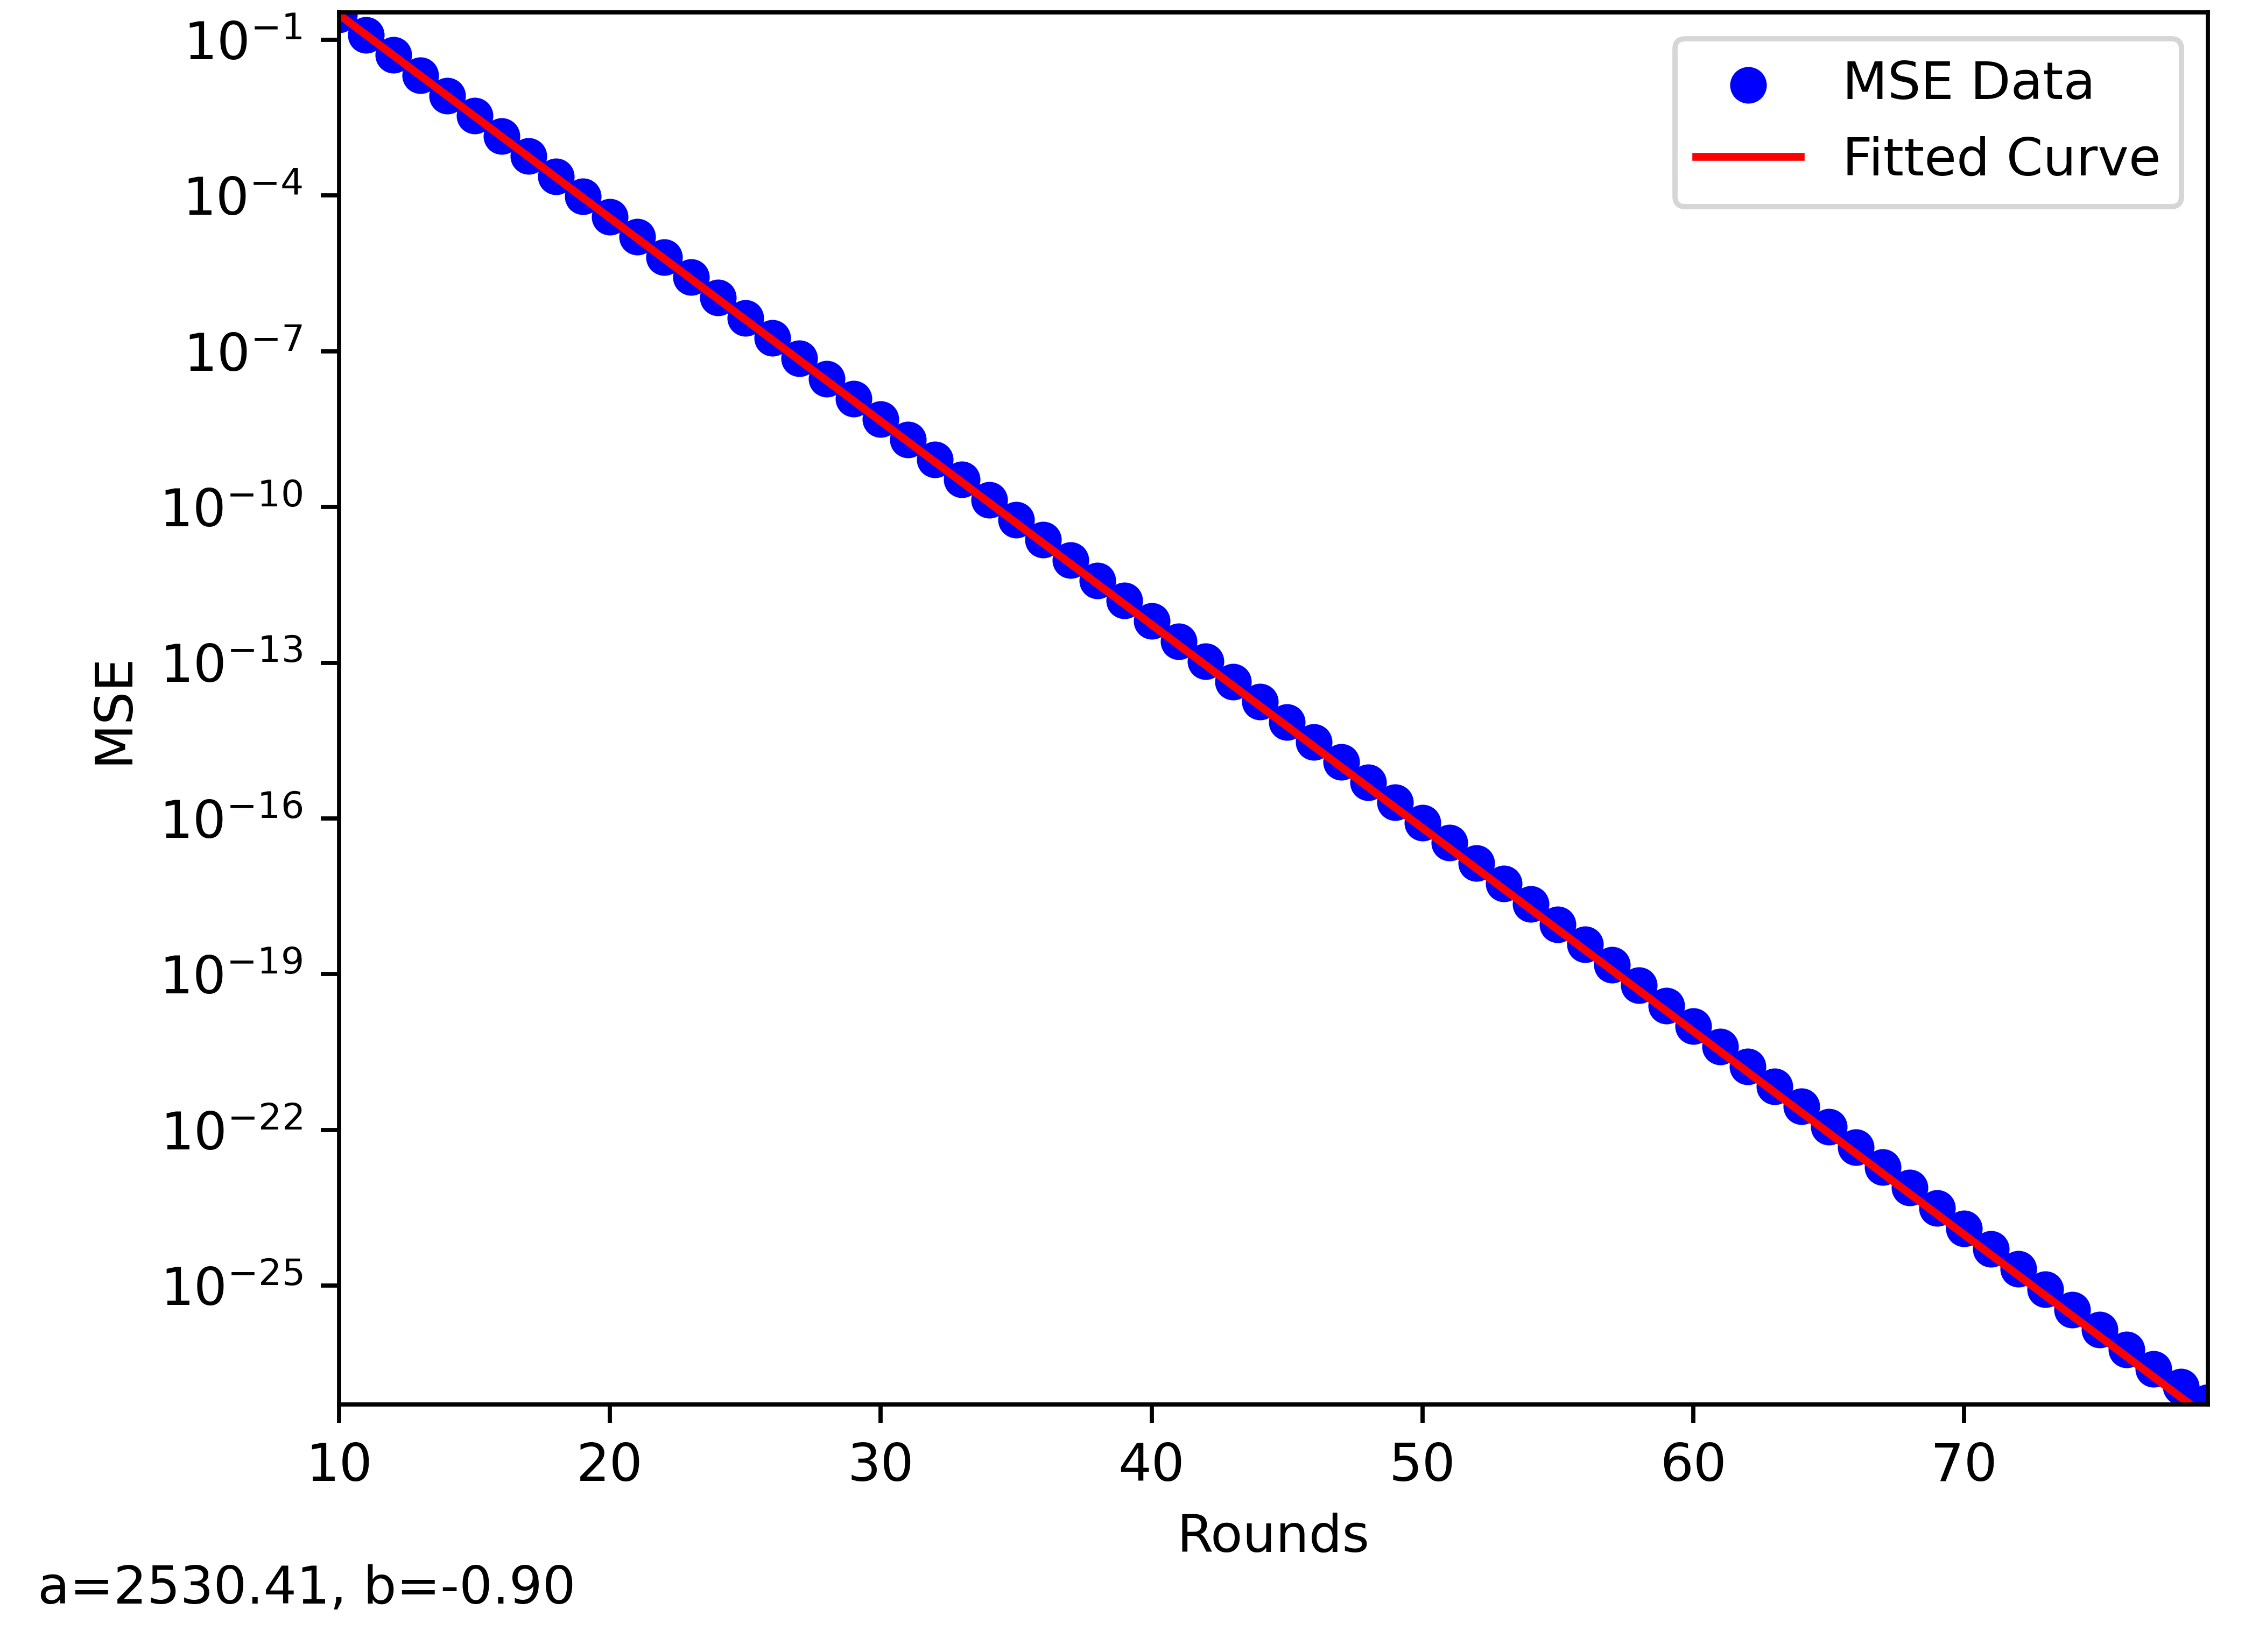 MSE Data
Fitted Curve
10⁻¹
10⁻⁴
10⁻⁷
10⁻¹⁰
10⁻¹³
10⁻¹⁶
10⁻¹⁹
10⁻²²
10⁻²⁵
MSE
10 20 30 40 50 60 70
Rounds
a=2530.41, b=-0.90